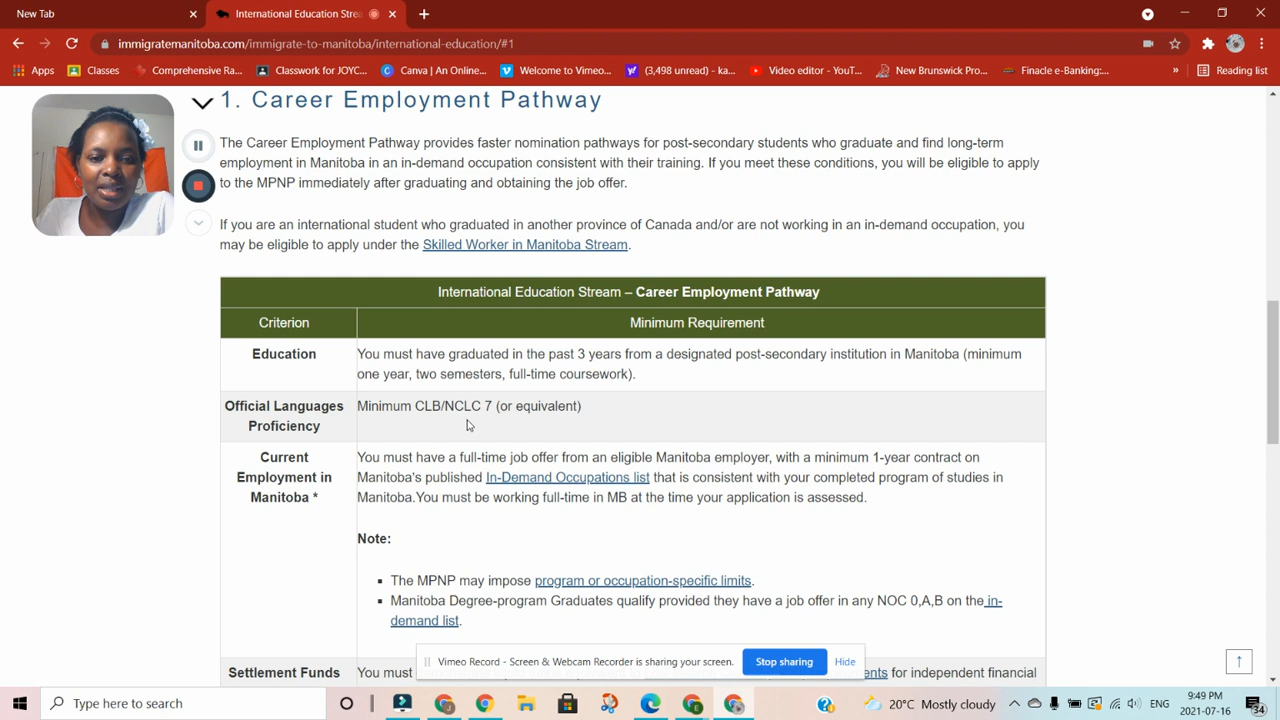 New Tab
International Education Strea
immigratemanitoba.com/immigrate-to-manitoba/international-education/#1
Apps
Classes
Comprehensive Ra...
Classwork for JOYC...
Canva | An Online...
Welcome to Vimeo...
(3,498 unread) - ka...
Video editor - YouT...
New Brunswick Pro...
Finacle e-Banking:...
»
Reading list
1. Career Employment Pathway
The Career Employment Pathway provides faster nomination pathways for post-secondary students who graduate and find long-term
employment in Manitoba in an in-demand occupation consistent with their training. If you meet these conditions, you will be eligible to apply
to the MPNP immediately after graduating and obtaining the job offer.
If you are an international student who graduated in another province of Canada and/or are not working in an in-demand occupation, you
may be eligible to apply under the Skilled Worker in Manitoba Stream.
International Education Stream – Career Employment Pathway
Criterion
Minimum Requirement
Education
You must have graduated in the past 3 years from a designated post-secondary institution in Manitoba (minimum
one year, two semesters, full-time coursework).
Official Languages
Proficiency
Minimum CLB/NCLC 7 (or equivalent)
Current
Employment in
Manitoba *
You must have a full-time job offer from an eligible Manitoba employer, with a minimum 1-year contract on
Manitoba's published In-Demand Occupations list that is consistent with your completed program of studies in
Manitoba.You must be working full-time in MB at the time your application is assessed.
Note:
▪ The MPNP may impose program or occupation-specific limits.
▪ Manitoba Degree-program Graduates qualify provided they have a job offer in any NOC 0,A,B on the in-
demand list.
Settlement Funds
You must
ents for independent financial
Vimeo Record - Screen & Webcam Recorder is sharing your screen.
Stop sharing
Hide
Type here to search
20°C Mostly cloudy
ENG
9:49 PM
2021-07-16
34